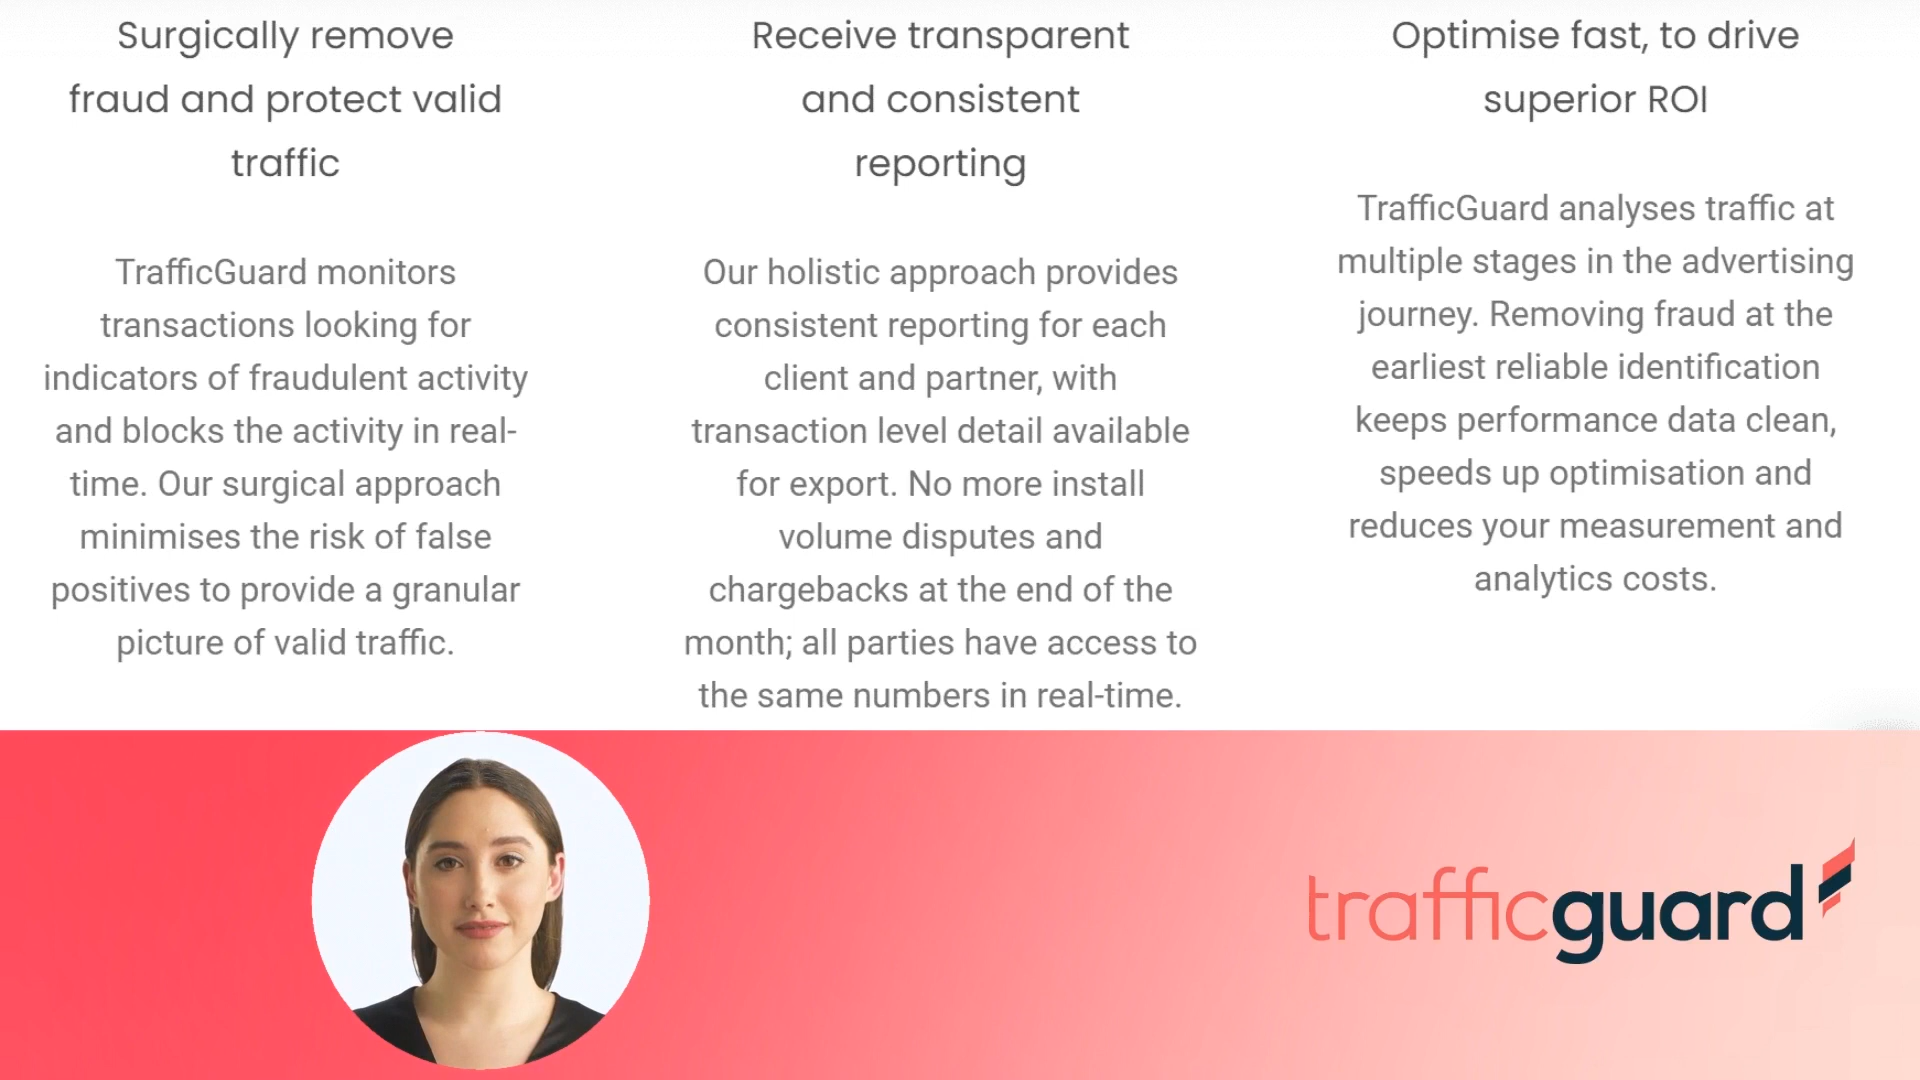 Surgically remove
fraud and protect valid
traffic
TrafficGuard monitors
transactions looking for
indicators of fraudulent activity
and blocks the activity in real-
time. Our surgical approach
minimises the risk of false
positives to provide a granular
picture of valid traffic.
Receive transparent
and consistent
reporting
Our holistic approach provides
consistent reporting for each
client and partner, with
transaction level detail available
for export. No more install
volume disputes and
chargebacks at the end of the
month; all parties have access to
the same numbers in real-time.
Optimise fast, to drive
superior ROI
TrafficGuard analyses traffic at
multiple stages in the advertising
journey. Removing fraud at the
earliest reliable identification
keeps performance data clean,
speeds up optimisation and
reduces your measurement and
analytics costs.
trafficguard